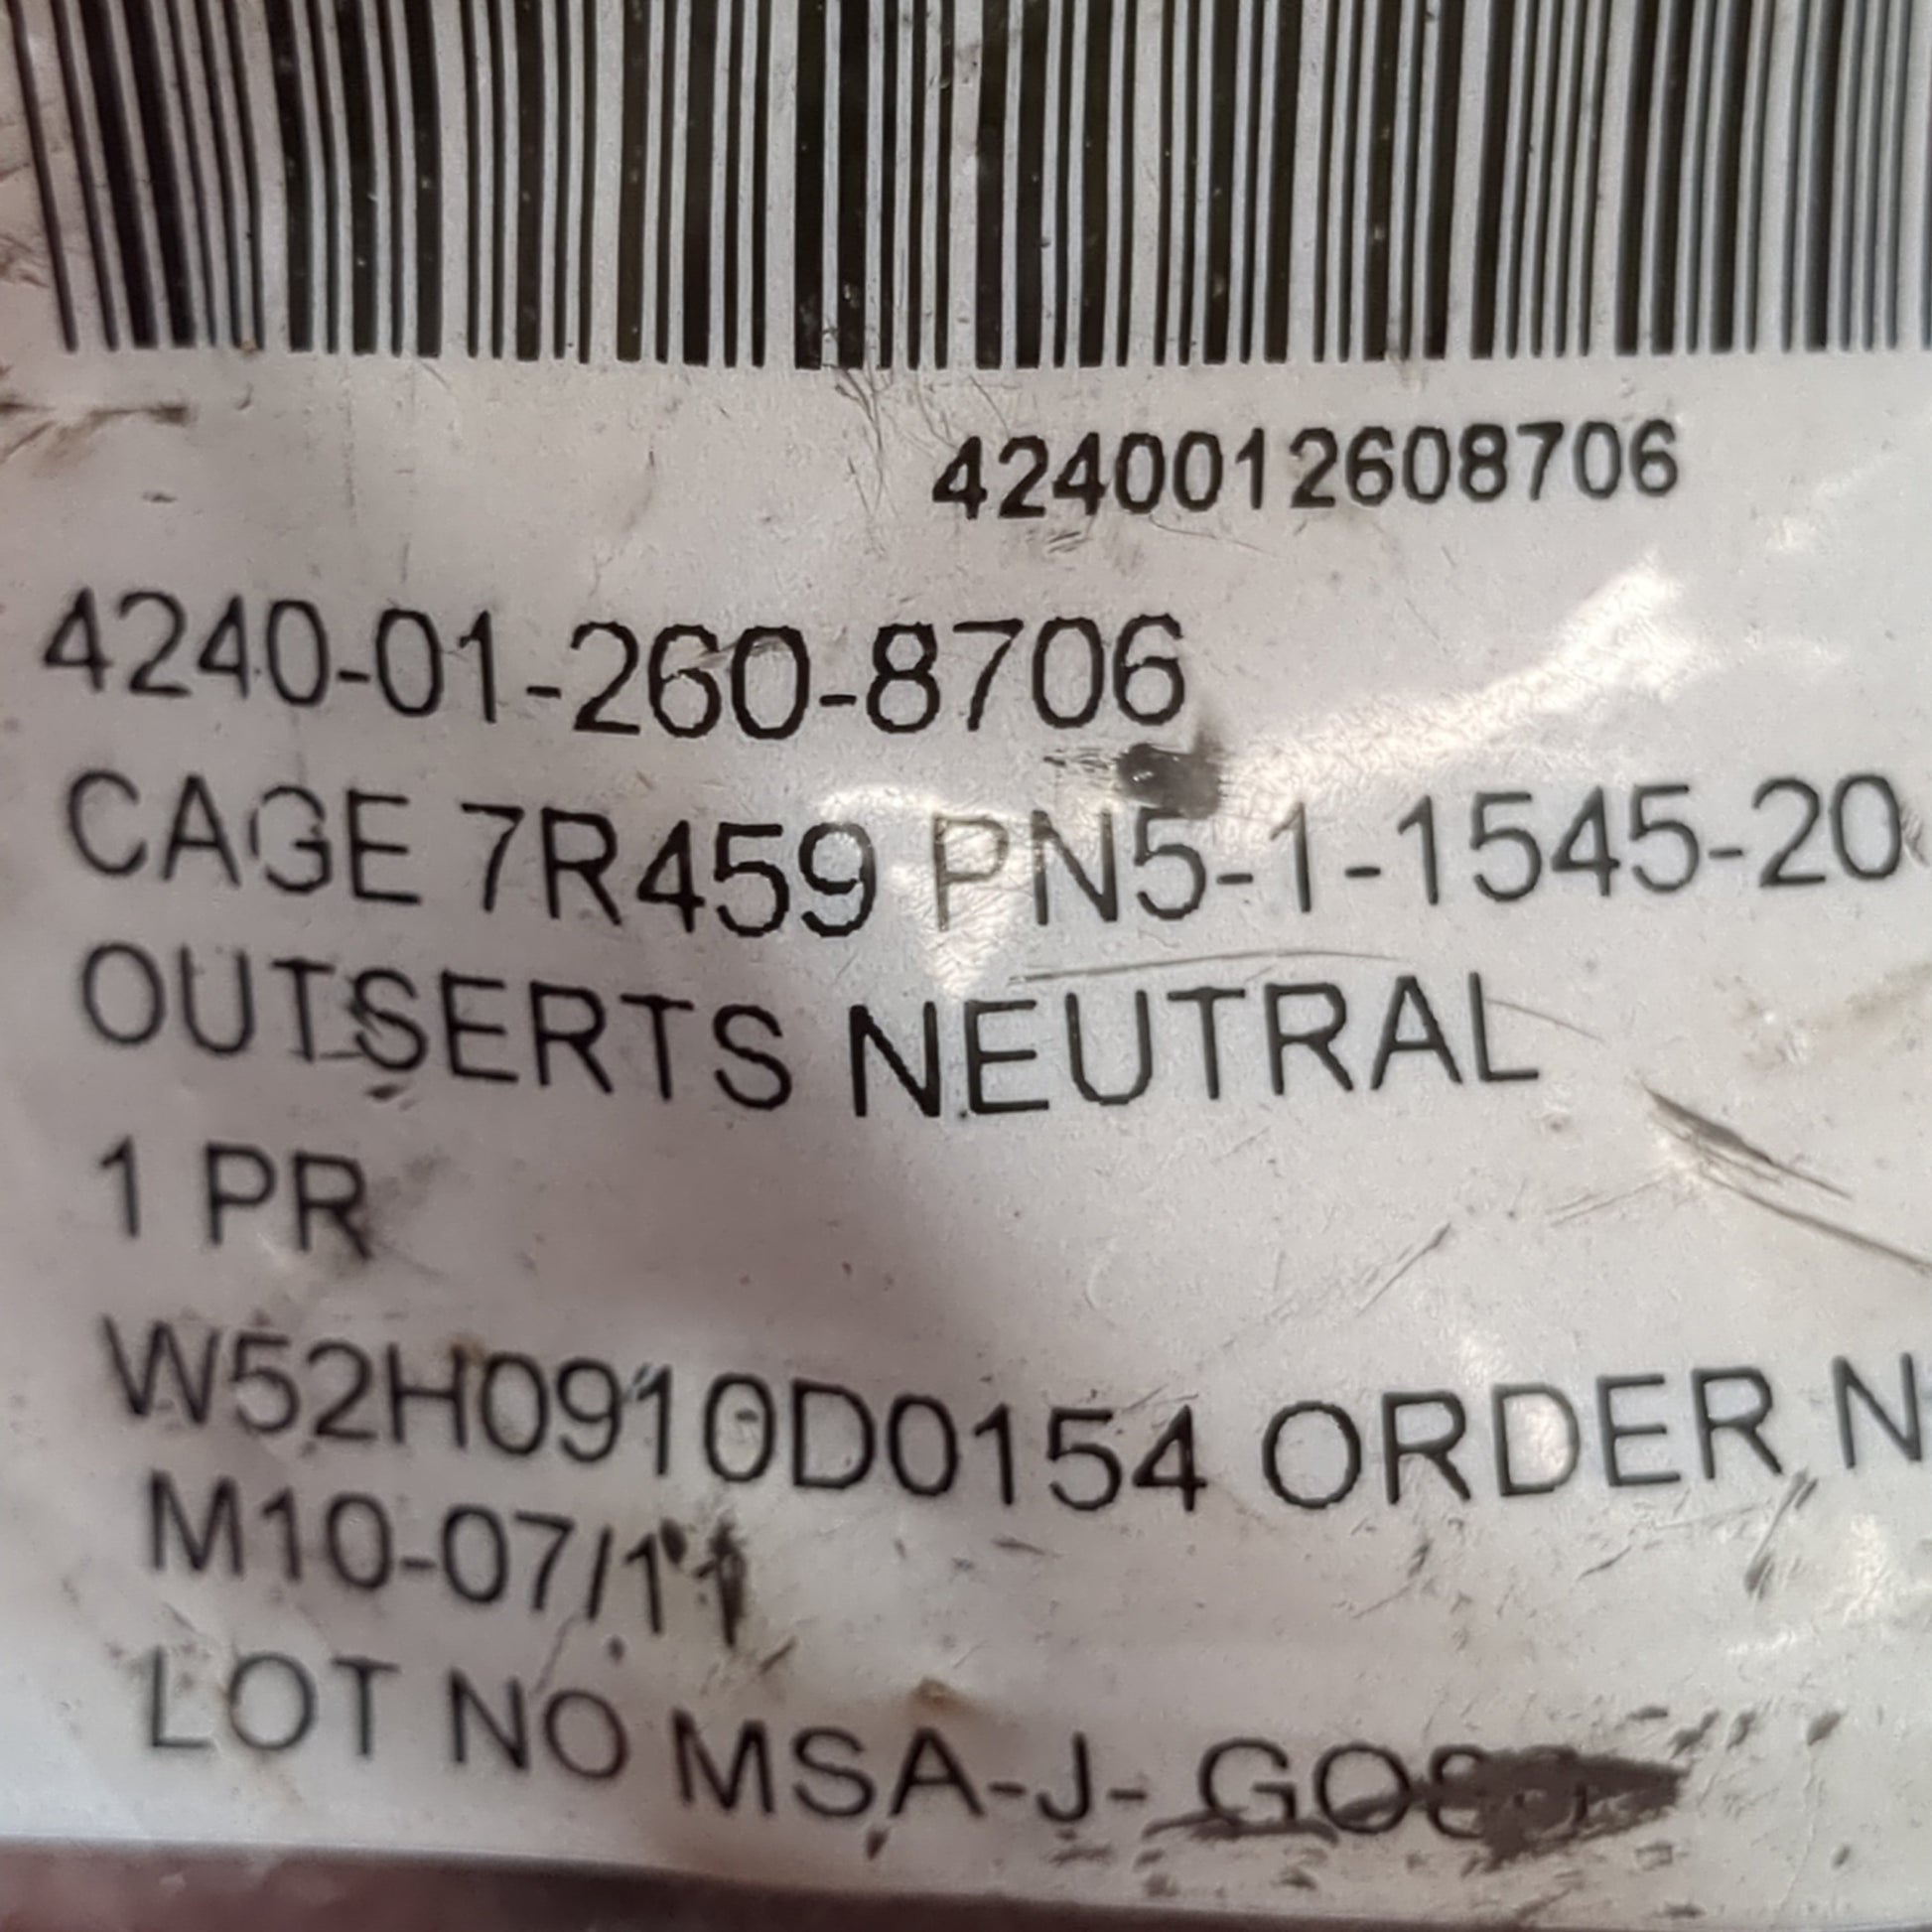 4240012608706
4240-01-260-8706
CAGE 7R459 PN5-1-1545-20
OUTSERTS NEUTRAL
1 PR
W52H0910D0154 ORDER N
M10-07/11
LOT NO MSA-J-